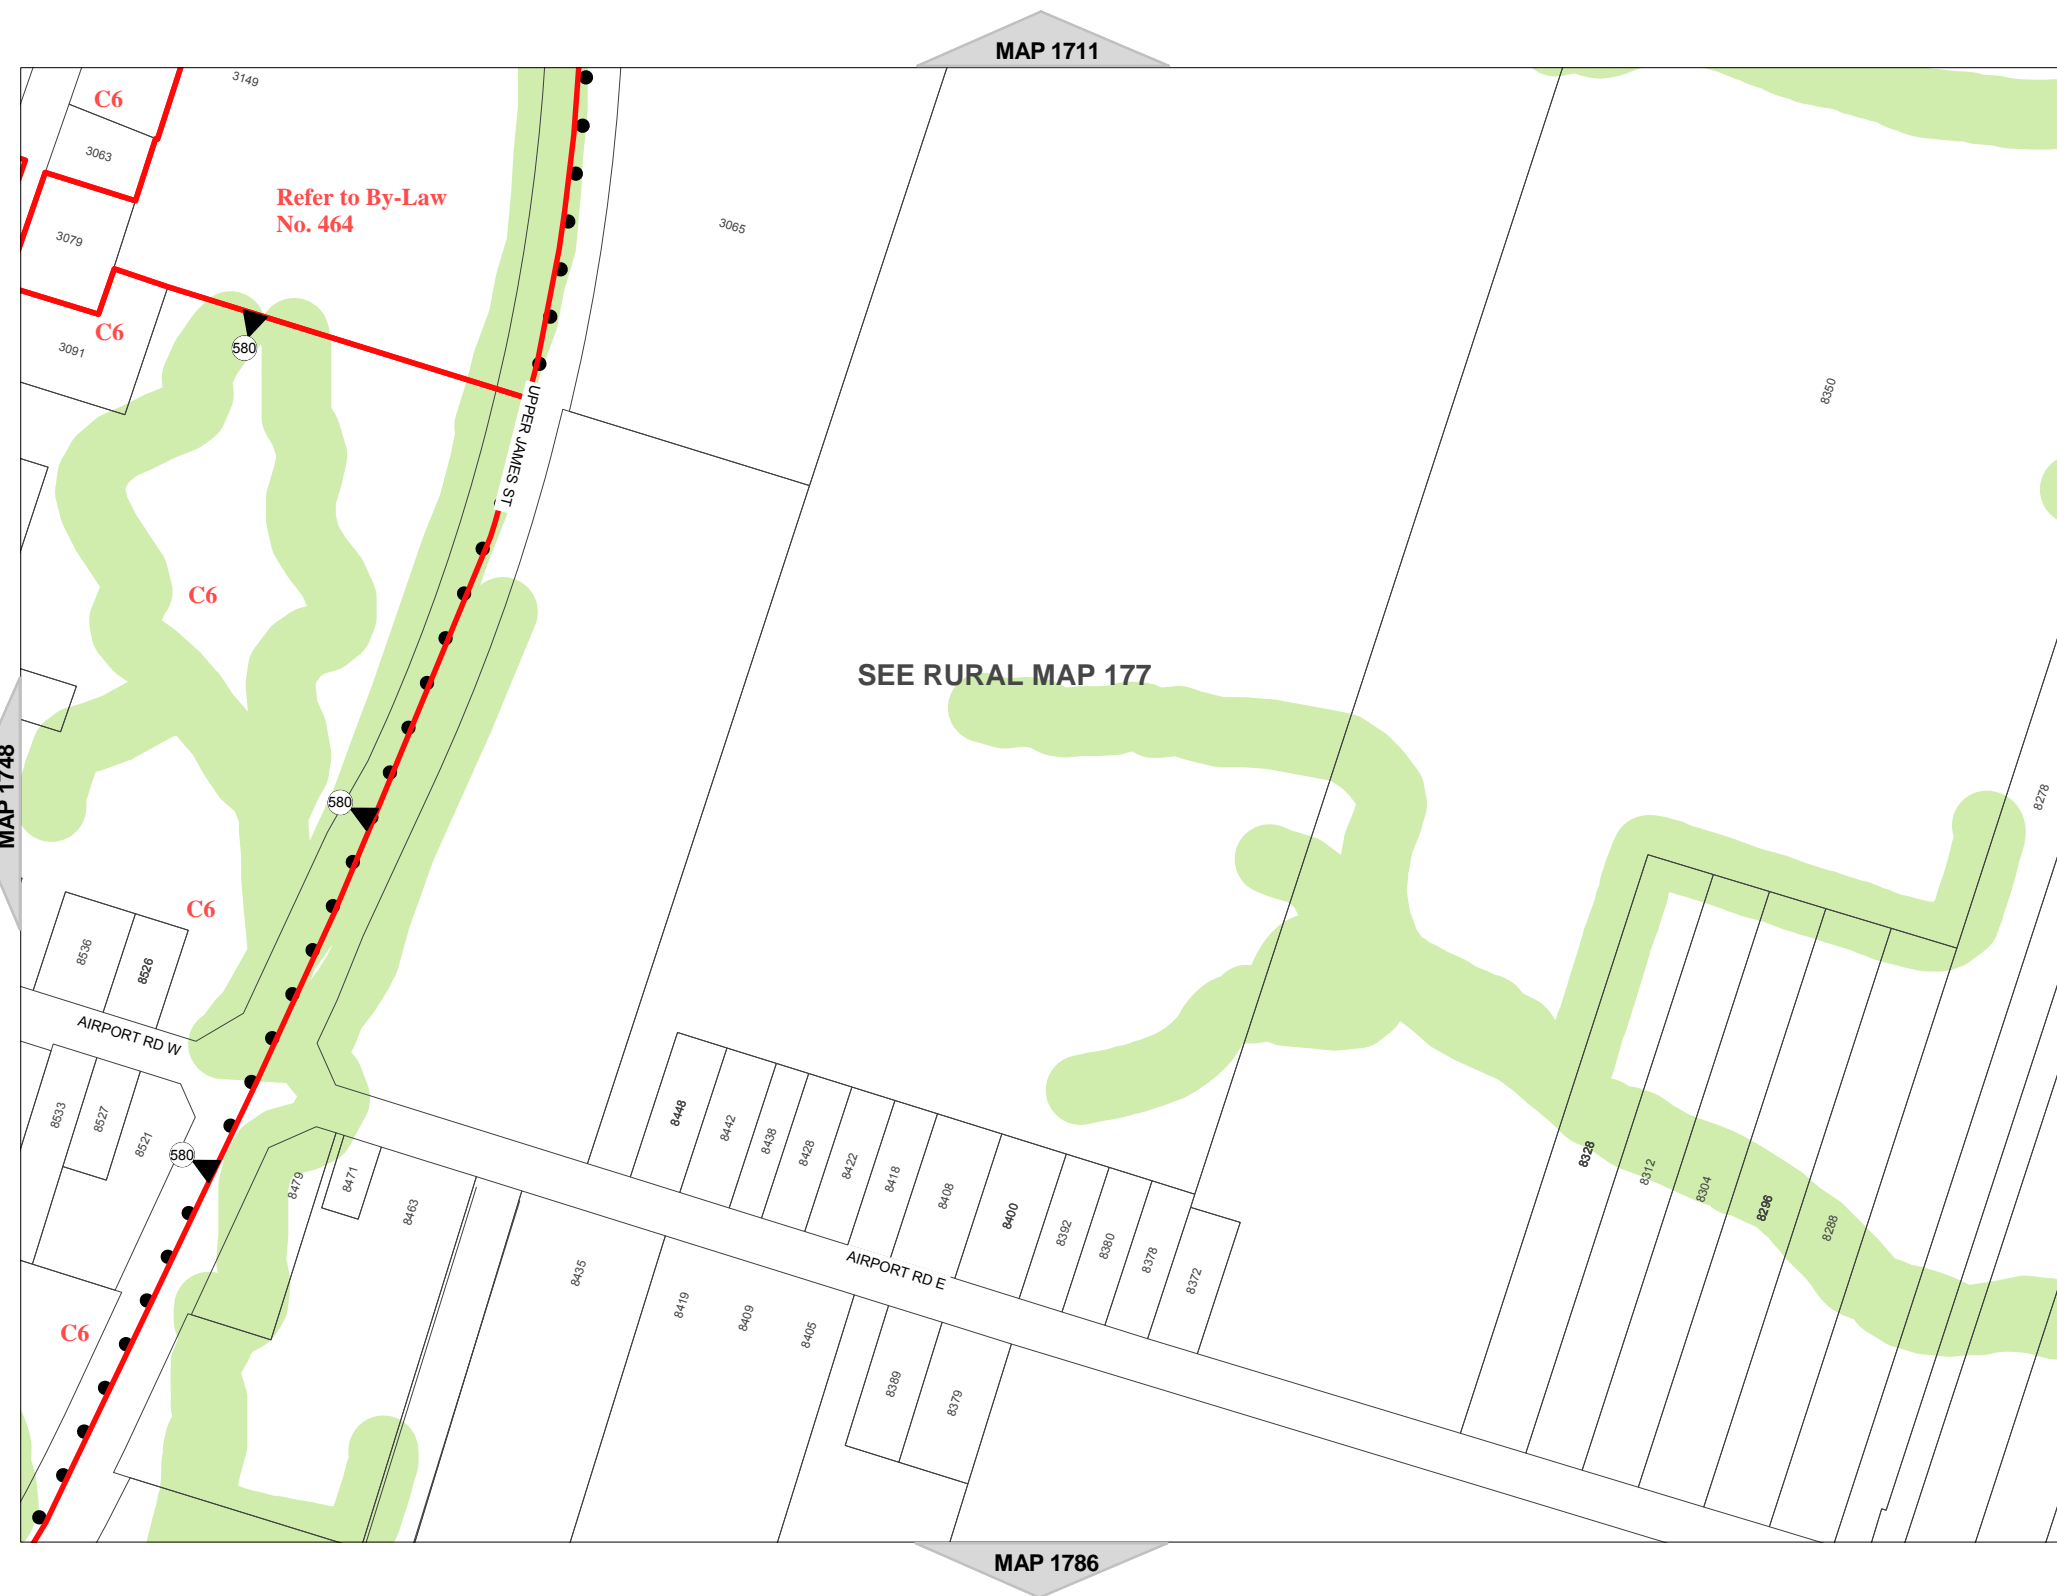 MAP 1711
3149
C6
3063
Refer to By-Law
No. 464
3079
3065
C6
3091
580
UPPER JAMES ST
8350
C6
SEE RURAL MAP 177
MAP 1748
580
8278
C6
8536
8526
AIRPORT RD W
8533
8527
8521
580
8479
8471
8463
8448
8442
8438
8428
8422
8418
8408
8400
8392
8380
8378
8372
8328
8312
8304
8296
8288
AIRPORT RD E
8435
8419
8409
8405
C6
8389
8379
MAP 1786